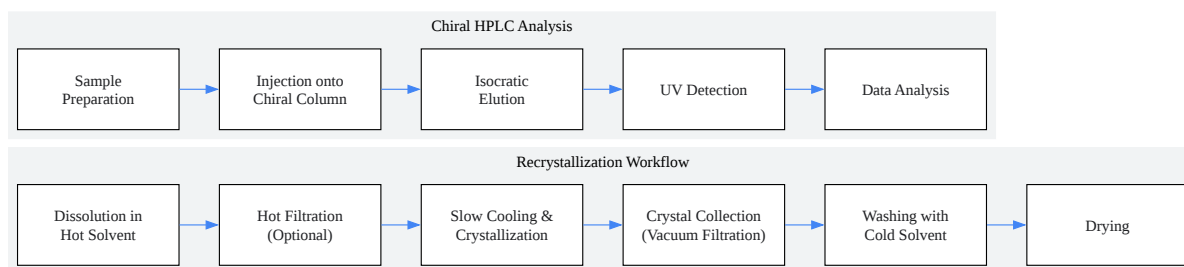 Chiral HPLC Analysis
Sample
Preparation
Injection onto
Chiral Column
Isocratic
Elution
UV Detection
Data Analysis
Recrystallization Workflow
Dissolution in
Hot Solvent
Hot Filtration
(Optional)
Slow Cooling &
Crystallization
Crystal Collection
(Vacuum Filtration)
Washing with
Cold Solvent
Drying